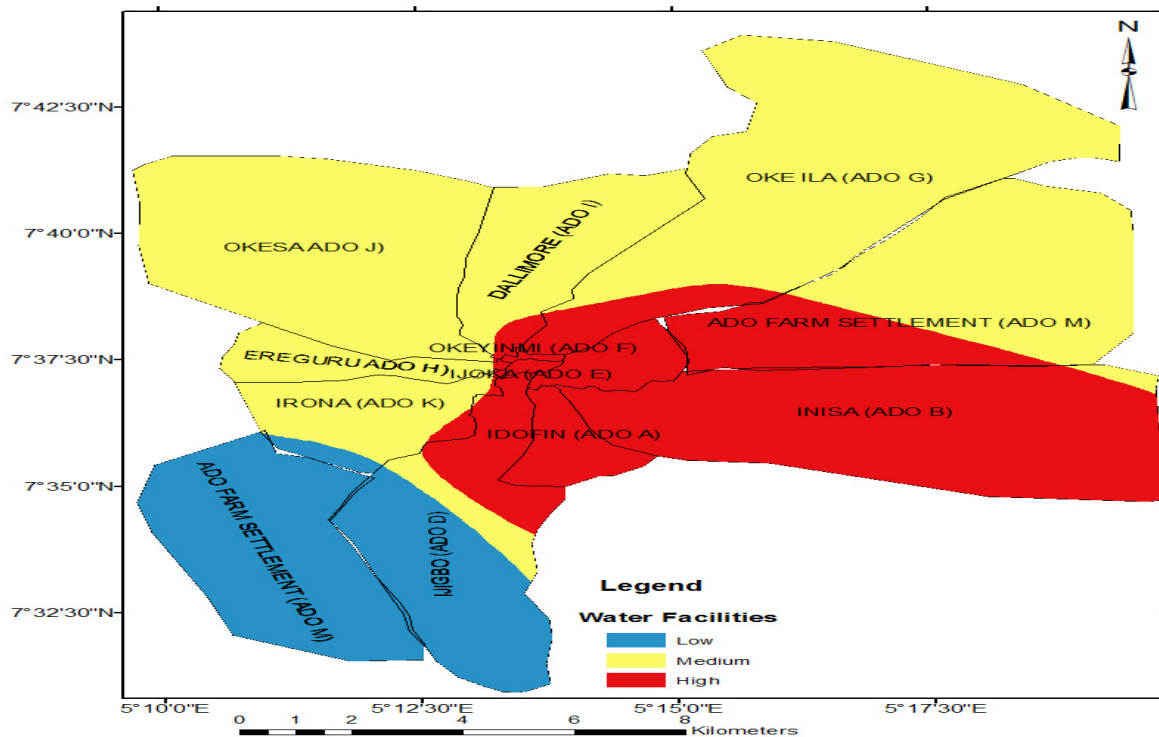 N
7°42'30"N
OKE ILA (ADO G)
DALLIMORE (ADO I)
7°40'0"N
OKESA ADO J)
ADO FARM SETTLEMENT (ADO M)
OKEYINMI (ADO F)
7°37'30"N
EREGURU ADO H)
IJOKA (ADO E)
IRONA (ADO K)
INISA (ADO B)
IDOFIN (ADO A)
7°35'0"N
ADO FARM SETTLEMENT (ADO M)
IJIGBO (ADO D)
7°32'30"N
Legend
Water Facilities
Low
Medium
High
5°10'0"E 5°12'30"E 5°15'0"E 5°17'30"E
0 1 2 4 6 8
Kilometers